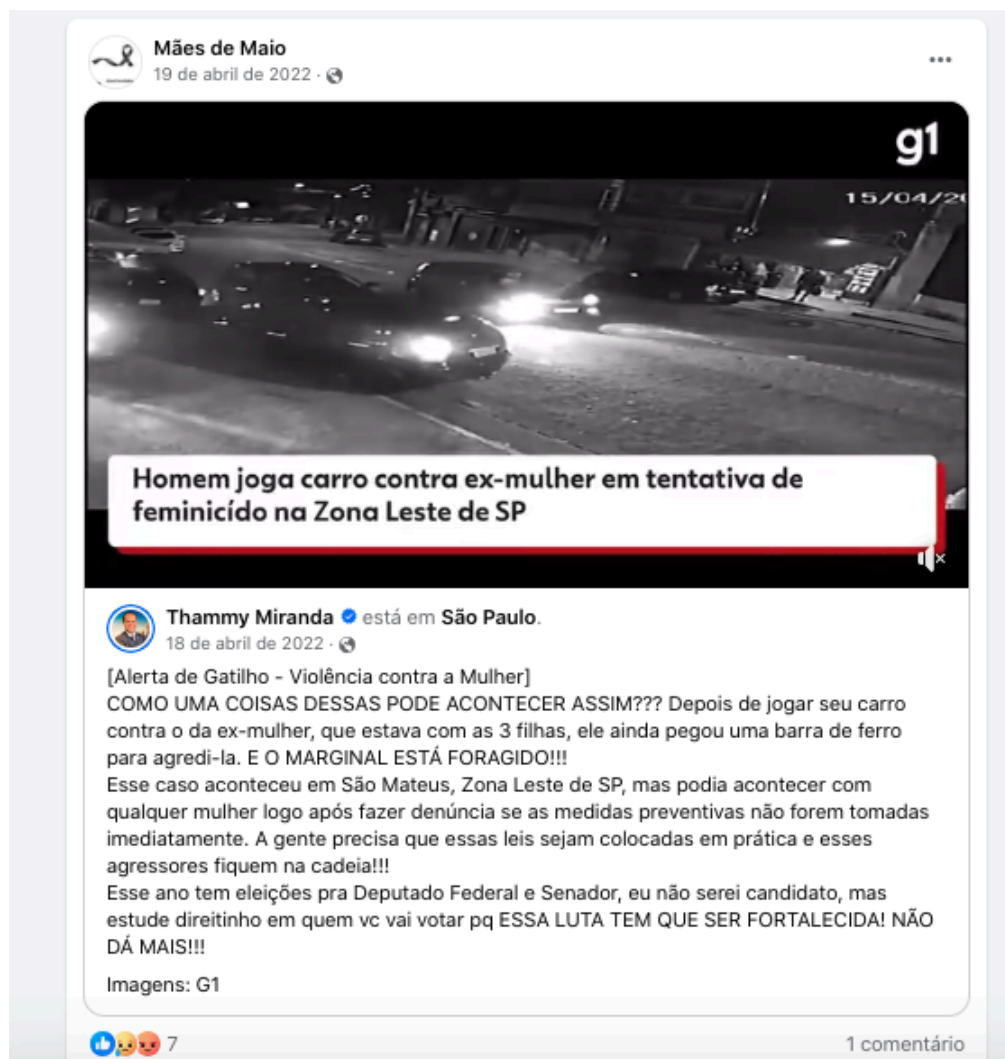 Mães de Maio
19 de abril de 2022 ·
g1
15/04/20
Homem joga carro contra ex-mulher em tentativa de
feminicído na Zona Leste de SP
Thammy Miranda está em São Paulo.
18 de abril de 2022 ·
[Alerta de Gatilho - Violência contra a Mulher]
COMO UMA COISAS DESSAS PODE ACONTECER ASSIM??? Depois de jogar seu carro
contra o da ex-mulher, que estava com as 3 filhas, ele ainda pegou uma barra de ferro
para agredi-la. E O MARGINAL ESTÁ FORAGIDO!!!
Esse caso aconteceu em São Mateus, Zona Leste de SP, mas podia acontecer com
qualquer mulher logo após fazer denúncia se as medidas preventivas não forem tomadas
imediatamente. A gente precisa que essas leis sejam colocadas em prática e esses
agressores fiquem na cadeia!!!
Esse ano tem eleições pra Deputado Federal e Senador, eu não serei candidato, mas
estude direitinho em quem vc vai votar pq ESSA LUTA TEM QUE SER FORTALECIDA! NÃO
DÁ MAIS!!!
Imagens: G1
7
1 comentário